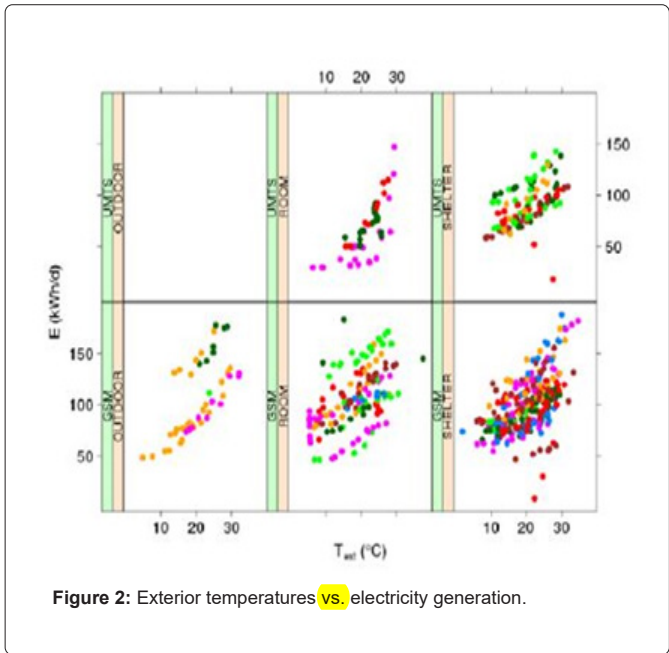 10 20 30
UMTS
OUTDOOR
UMTS
ROOM
UMTS
SHELTER
150
100
50
E (kWh/d)
150
100
50
GSM
OUTDOOR
GSM
ROOM
GSM
SHELTER
10 20 30
10 20 30
T (°C)
Figure 2: Exterior temperatures vs. electricity generation.